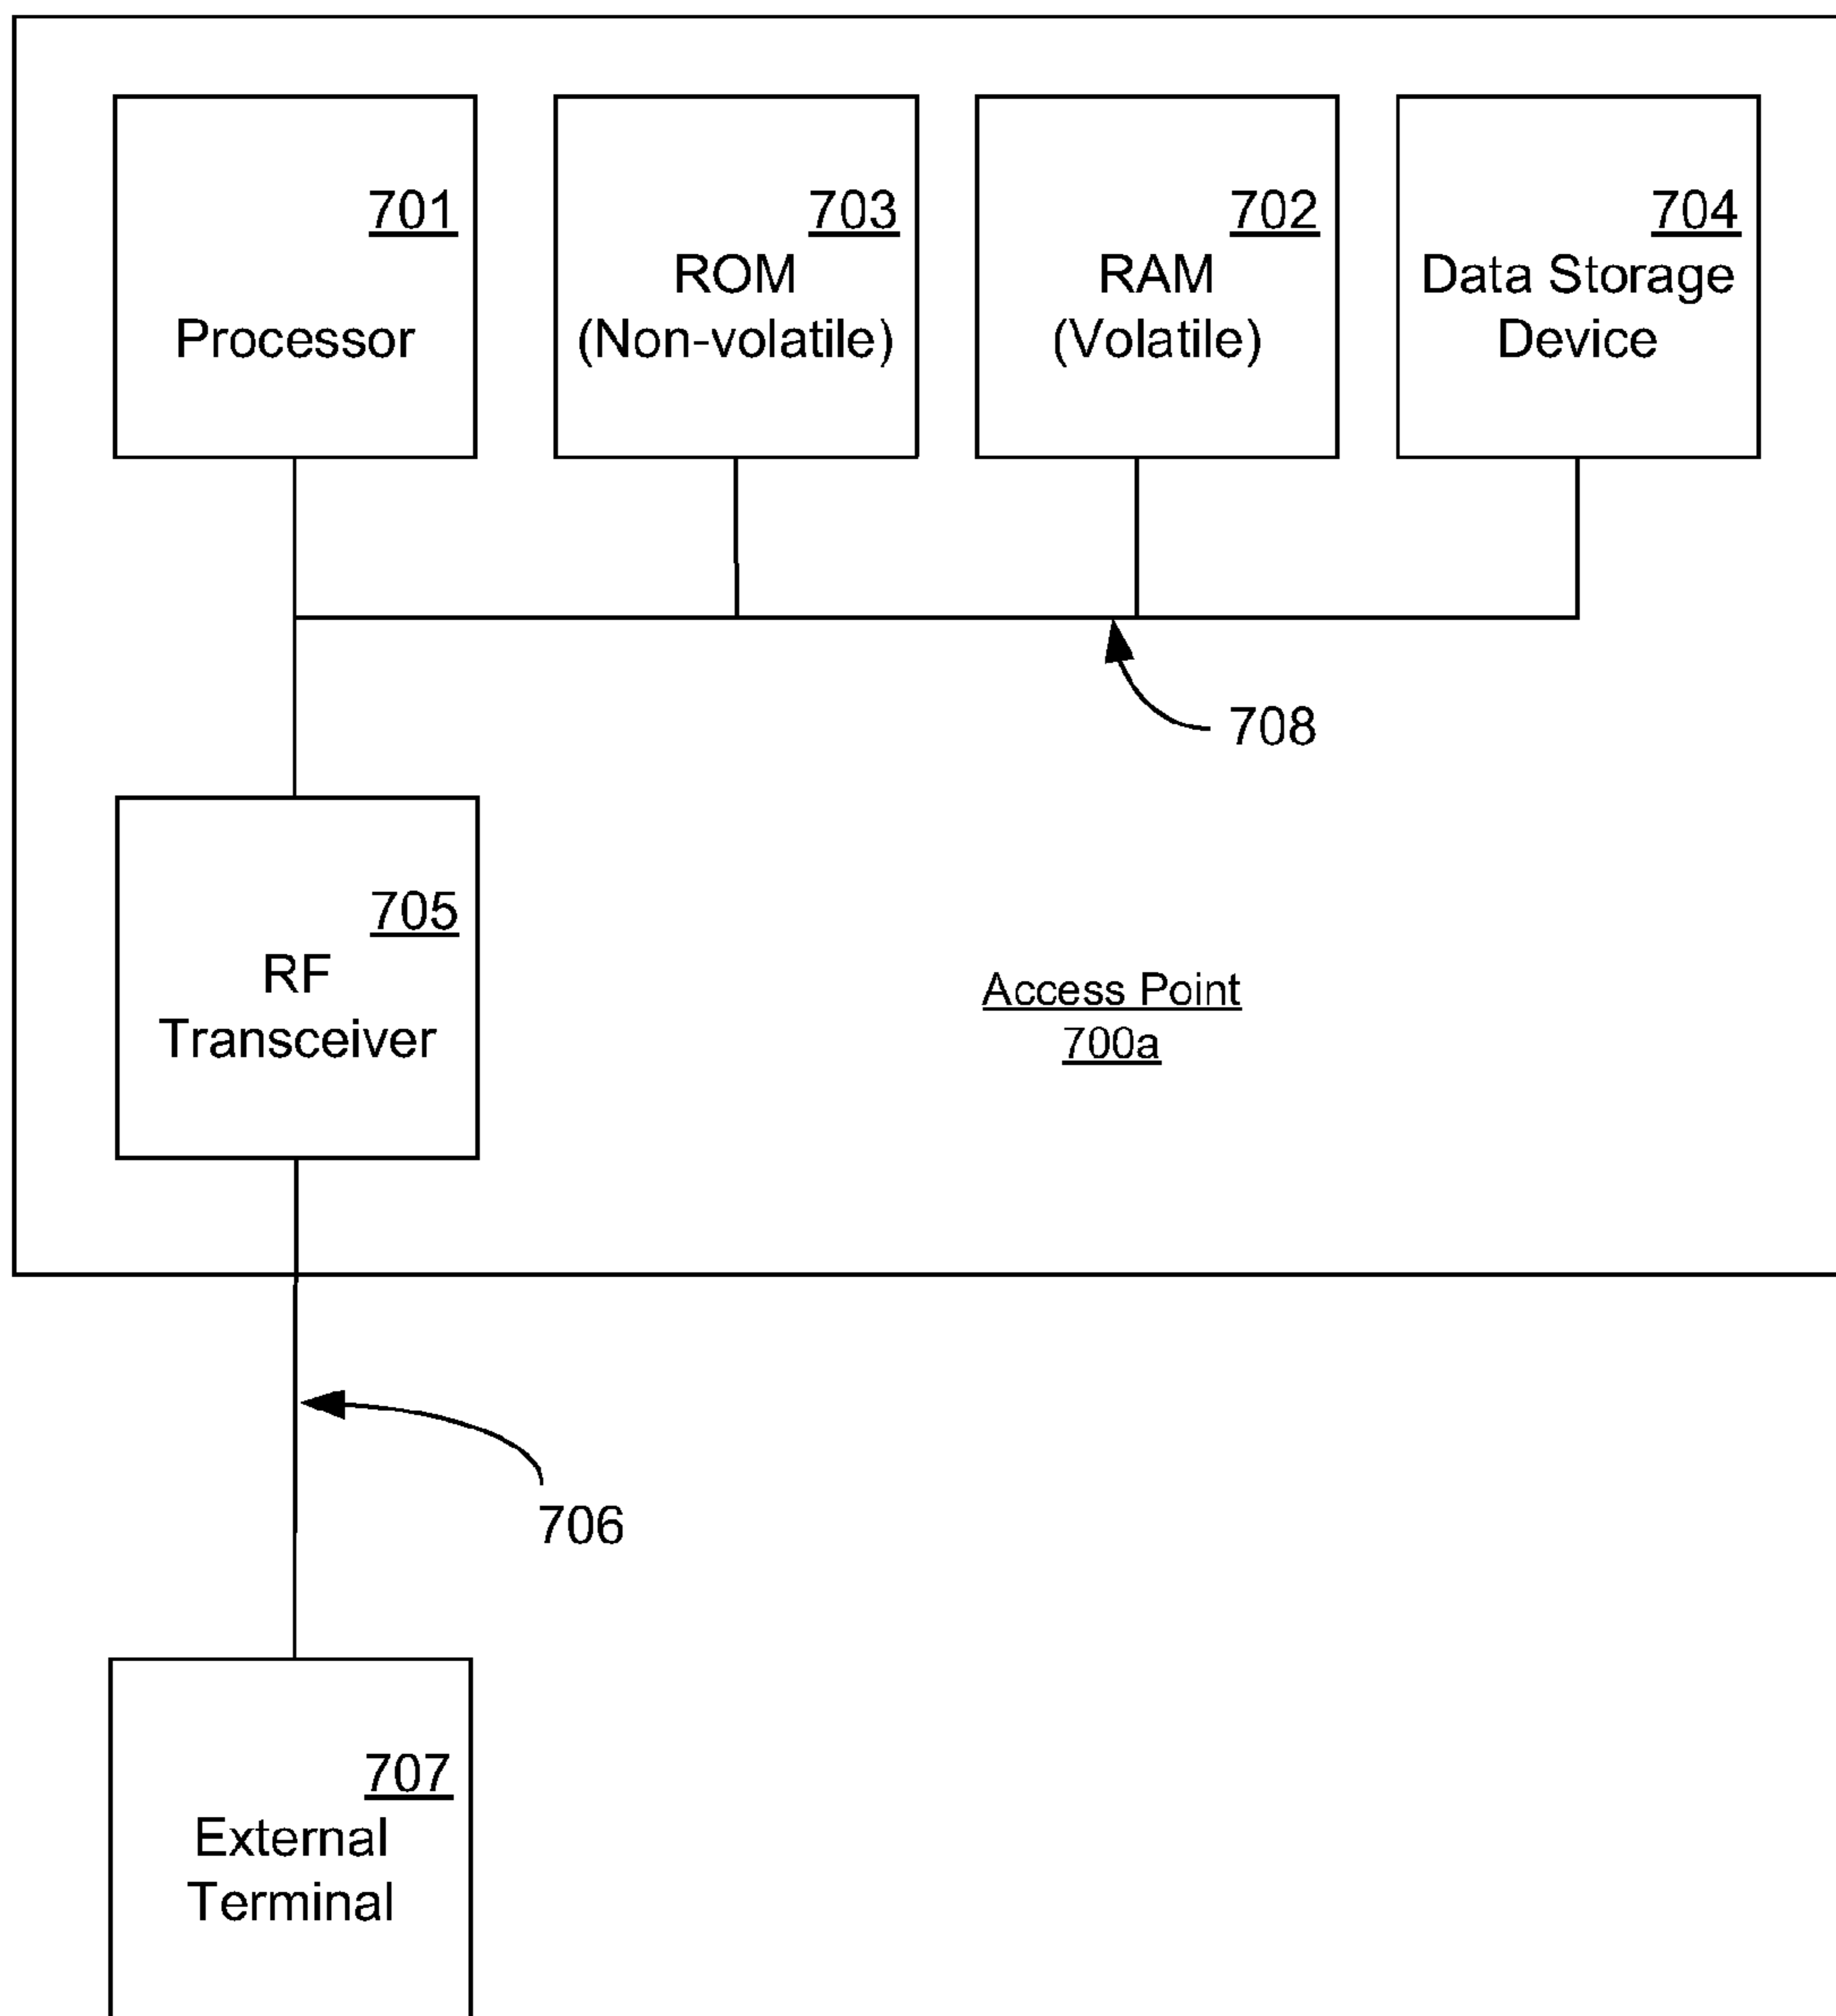 701
Processor
703
ROM
(Non-volatile)
702
RAM
(Volatile)
704
Data Storage
Device
708
705
RF
Transceiver
Access Point
700a
706
707
External
Terminal